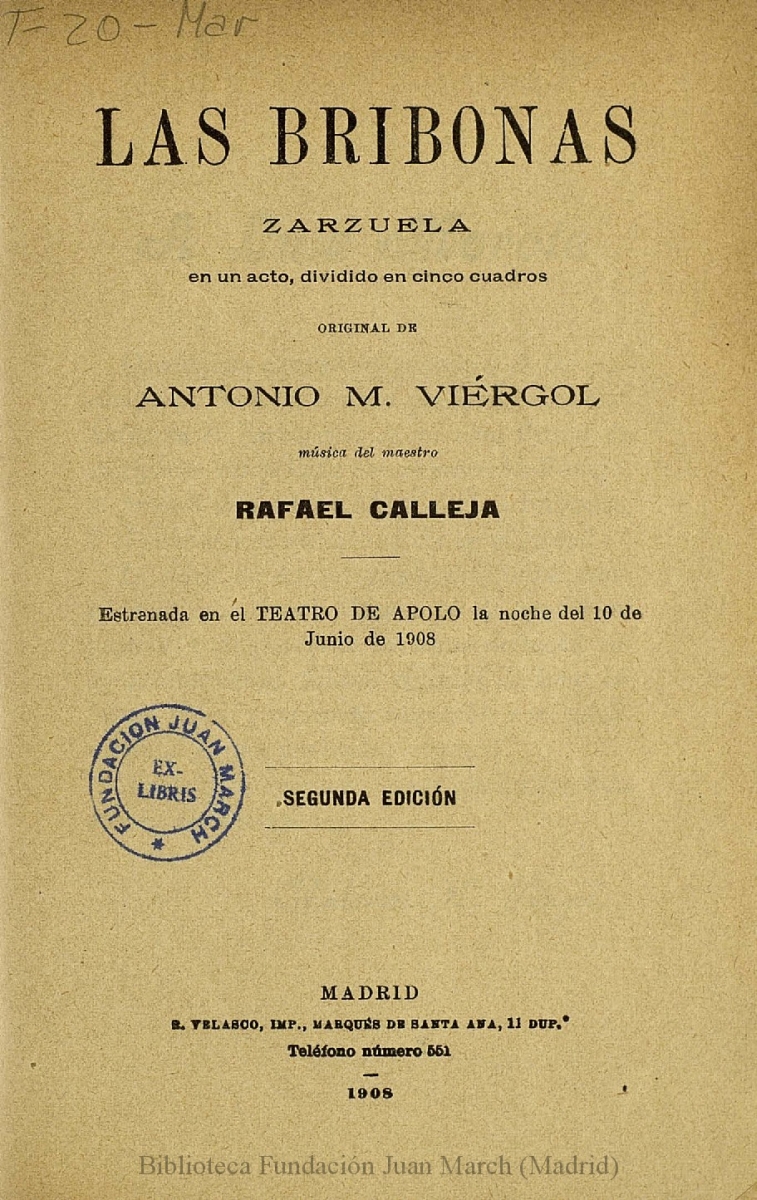 T-20-Mar
LAS BRIBONAS
ZARZUELA
en un acto, dividido en cinco cuadros
ORIGINAL DE
ANTONIO M. VIÉRGOL
música del maestro
RAFAEL CALLEJA
Estrenada en el TEATRO DE APOLO la noche del 10 de
Junio de 1908
FUNDACION JUAN MARCH
EX-
LIBRIS
SEGUNDA EDICIÓN
MADRID
R. VELASCO, IMP., MARQUÉS DE SANTA ANA, 11 DUP.º
Teléfono número 551
1908
Biblioteca Fundación Juan March (Madrid)